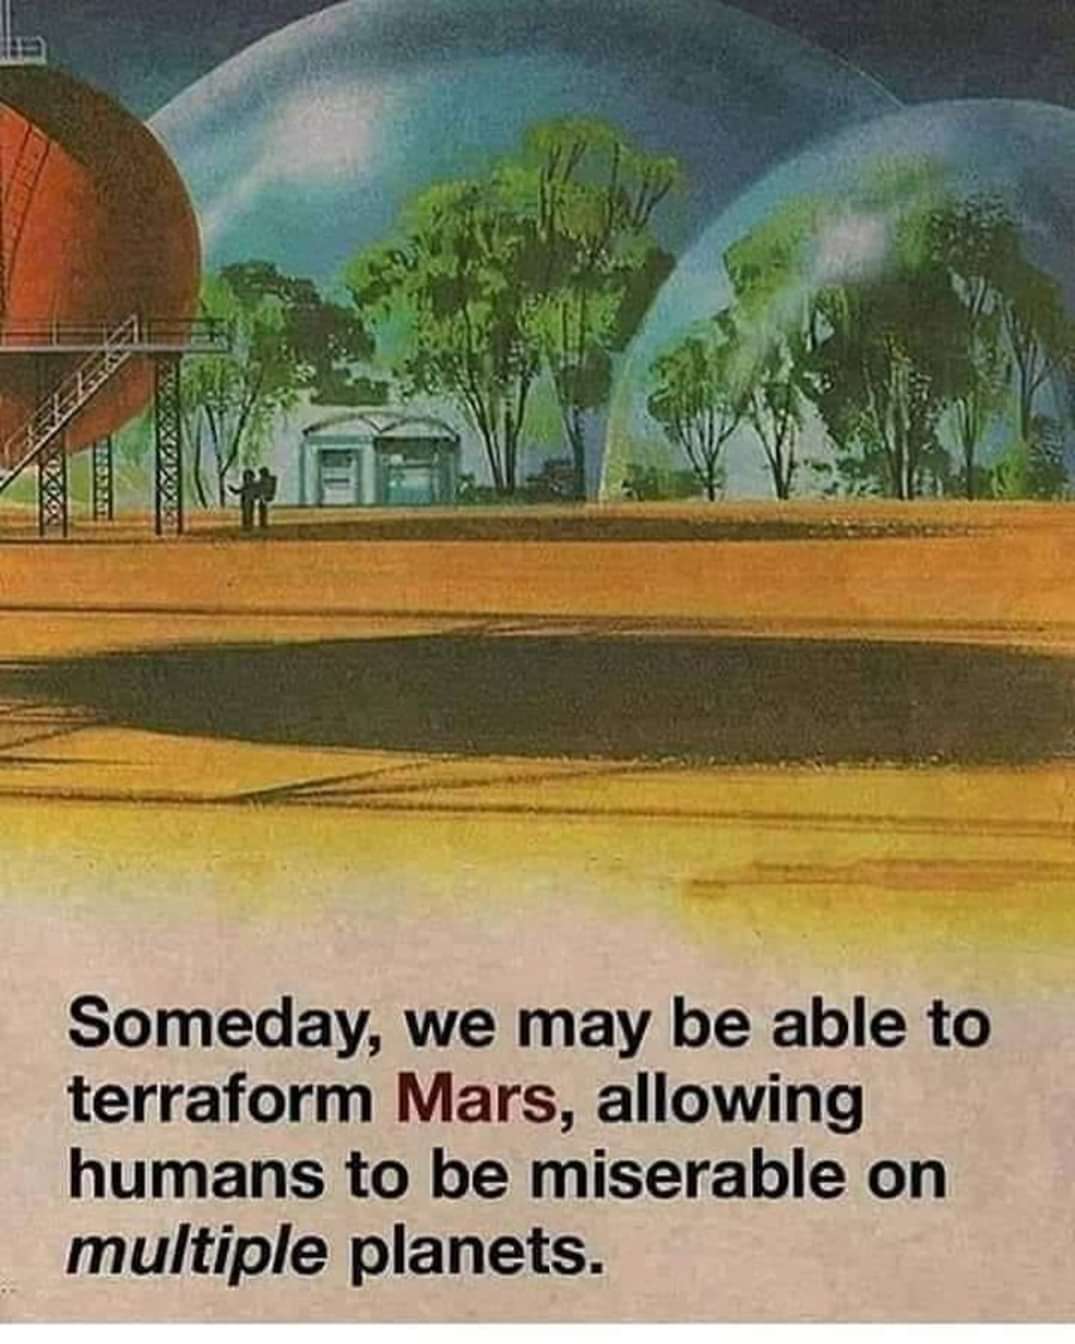 Someday, we may be able to
terraform Mars, allowing
humans to be miserable on
multiple planets.